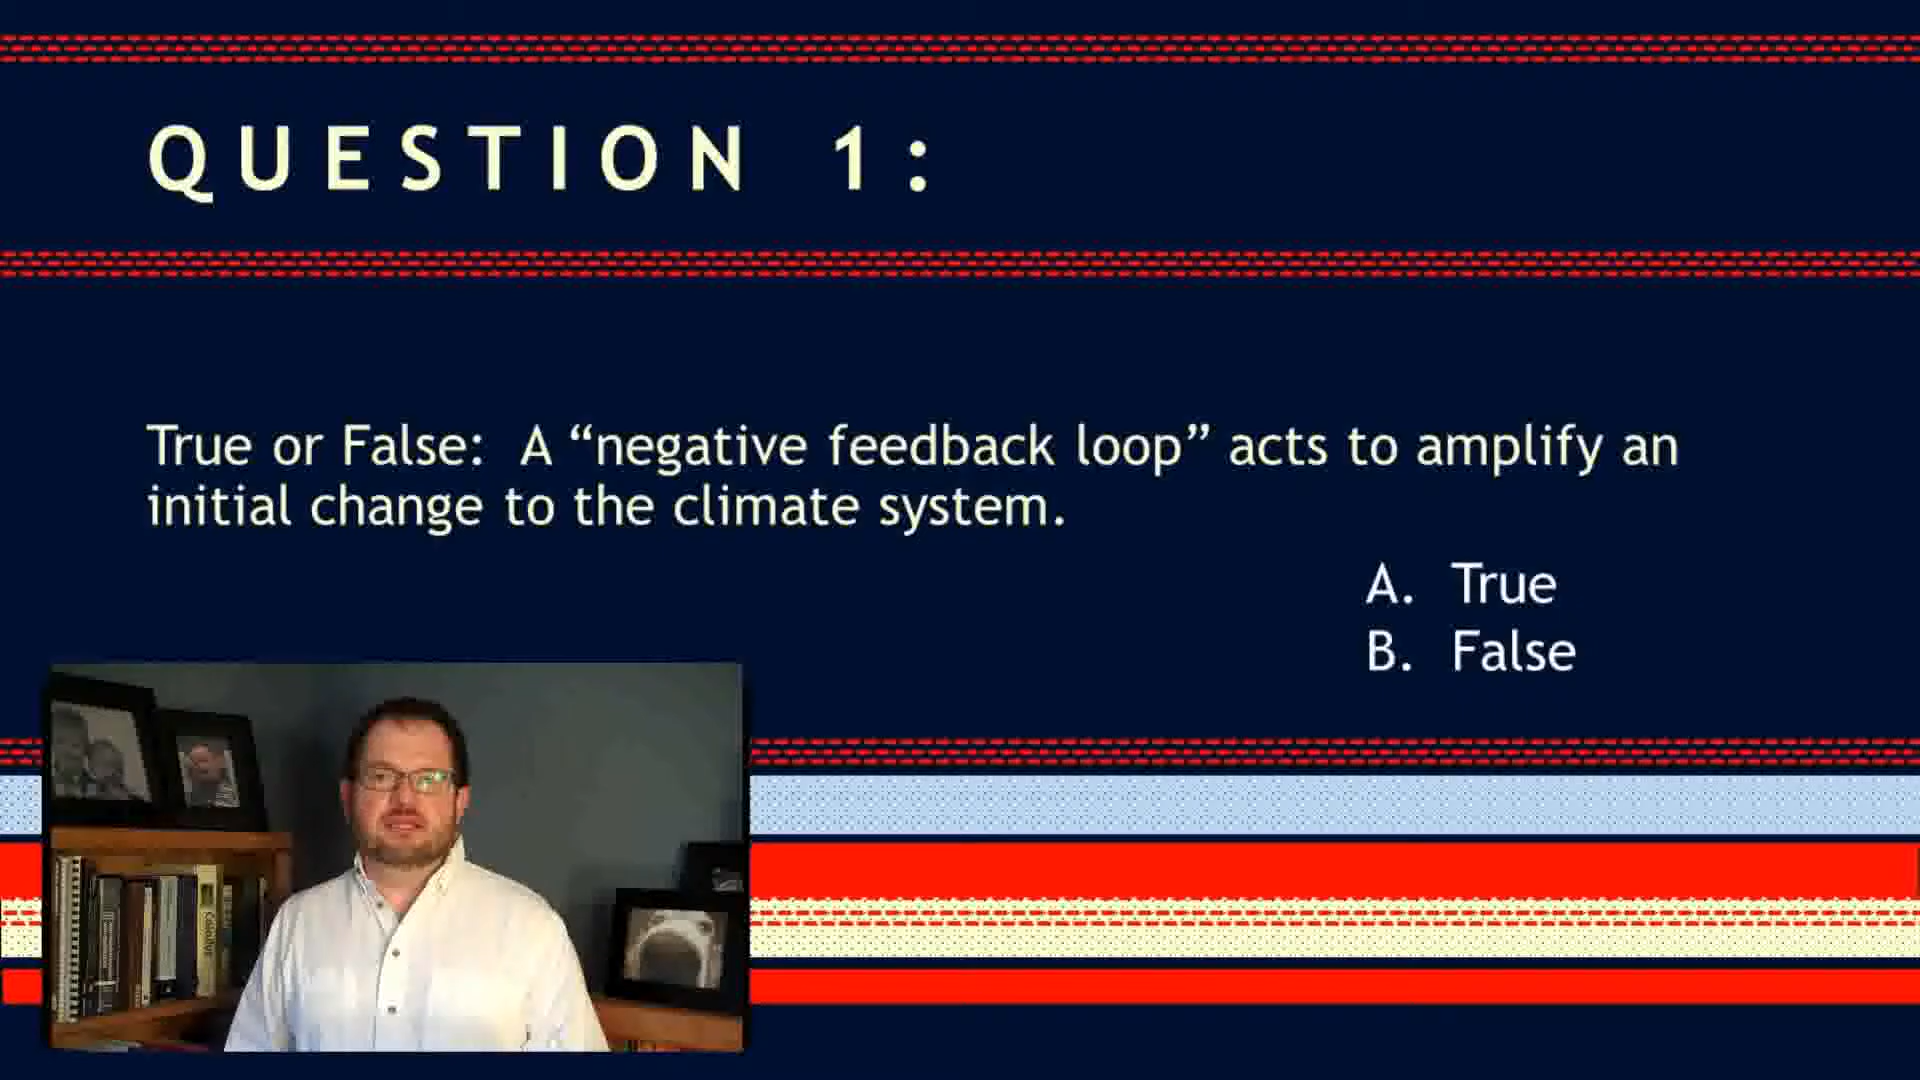 QUESTION 1:
True or False:  A “negative feedback loop” acts to amplify an
initial change to the climate system.
A. True
B. False